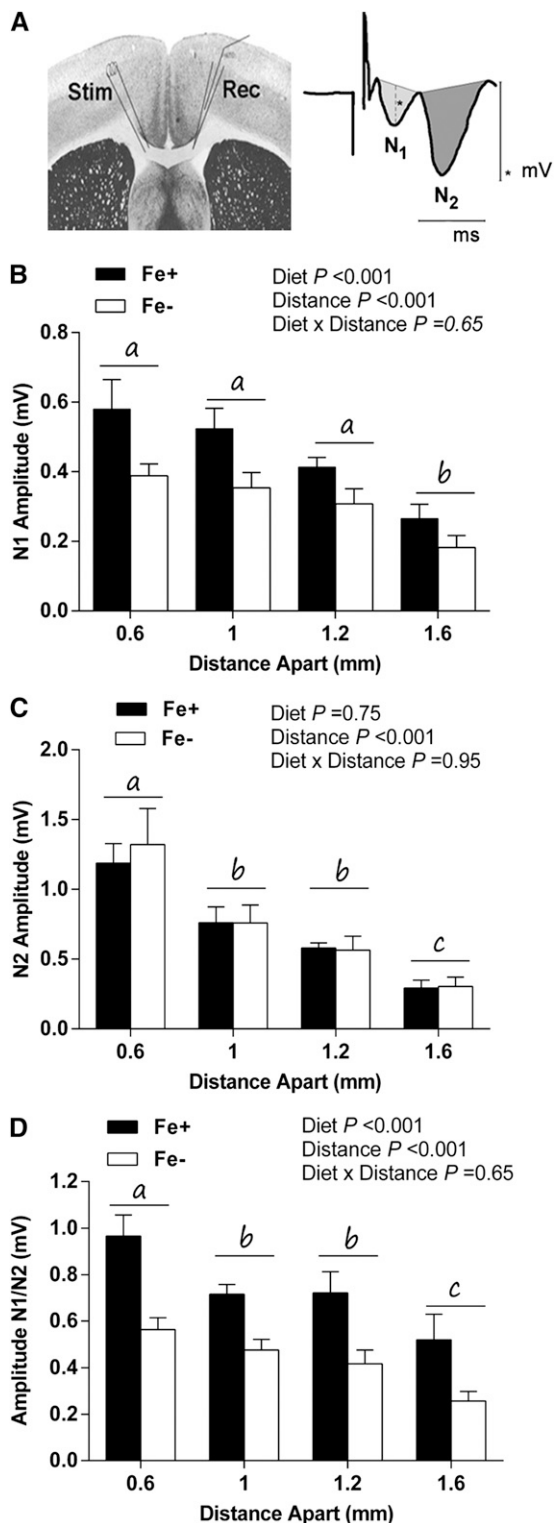 A
Stim
Rec
*
N1
N2
* mV
ms
B
Fe+
Fe-
Diet P <0.001
Distance P <0.001
Diet x Distance P =0.65
N1 Amplitude (mV)
0.8
0.6
0.4
0.2
0.0
a
a
a
b
0.6 1 1.2 1.6
Distance Apart (mm)
C
Fe+
Fe-
Diet P =0.75
Distance P <0.001
Diet x Distance P =0.95
N2 Amplitude (mV)
2.0
1.5
1.0
0.5
0.0
a
b
b
c
0.6 1 1.2 1.6
Distance Apart (mm)
D
Fe+
Fe-
Diet P <0.001
Distance P <0.001
Diet x Distance P =0.65
Amplitude N1/N2 (mV)
1.2
1.0
0.8
0.6
0.4
0.2
0.0
a
b
b
c
0.6 1 1.2 1.6
Distance Apart (mm)